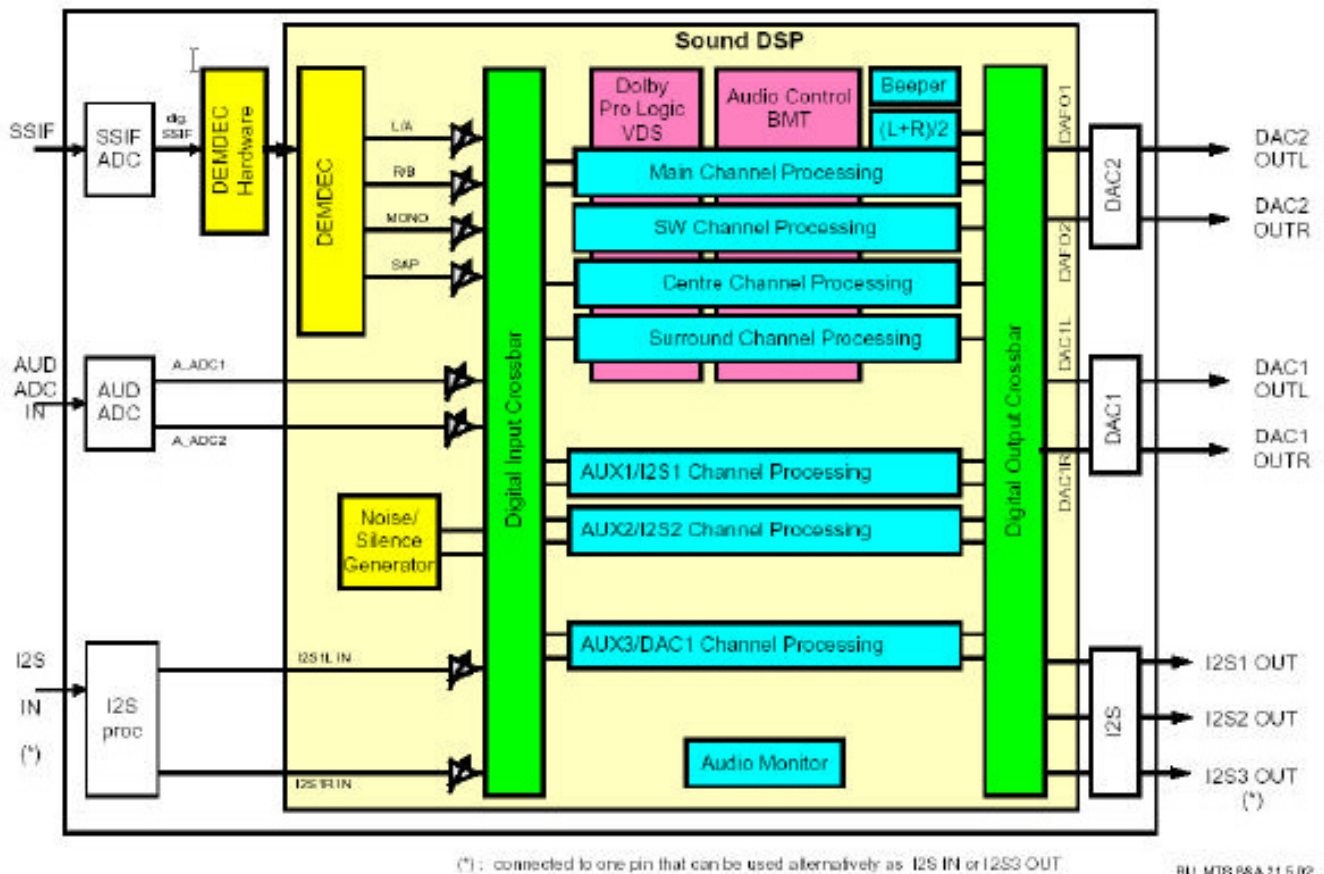 Sound DSP
SSIF
SSIF
ADC
dig.
SSIF
DEMDEC
Hardware
DEMDEC
L/A
R/B
MONO
SAP
AUD
ADC
IN
AUD
ADC
A_ADC1
A_ADC2
Noise/
Silence
Generator
I2S
IN
(*)
I2S
proc
I2S1L IN
I2S1R IN
Digital Input Crossbar
Dolby
Pro Logic
VDS
Audio Control
BMT
Beeper
(L+R)/2
Main Channel Processing
SW Channel Processing
Centre Channel Processing
Surround Channel Processing
AUX1/I2S1 Channel Processing
AUX2/I2S2 Channel Processing
AUX3/DAC1 Channel Processing
Audio Monitor
Digital Output Crossbar
DAFO1
DAFO2
DAC1L
DAC1R
DAC2
DAC1
I2S
DAC2
OUTL
DAC2
OUTR
DAC1
OUTL
DAC1
OUTR
I2S1 OUT
I2S2 OUT
I2S3 OUT
(*)
(*) : connected to one pin that can be used alternatively as I2S IN or I2S3 OUT